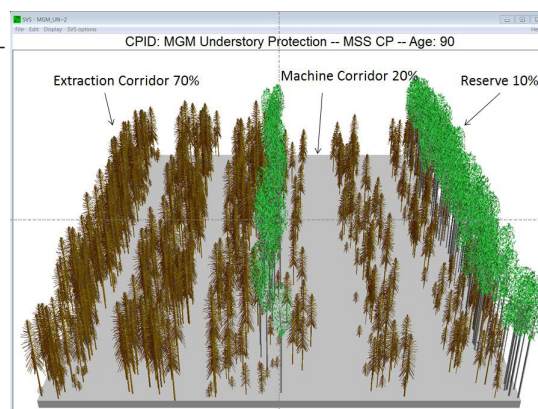 SVS - MGM_UN~2
File Edit Display SVS options
CPID: MGM Understory Protection -- MSS CP -- Age: 90
Extraction Corridor 70%
Machine Corridor 20%
Reserve 10%